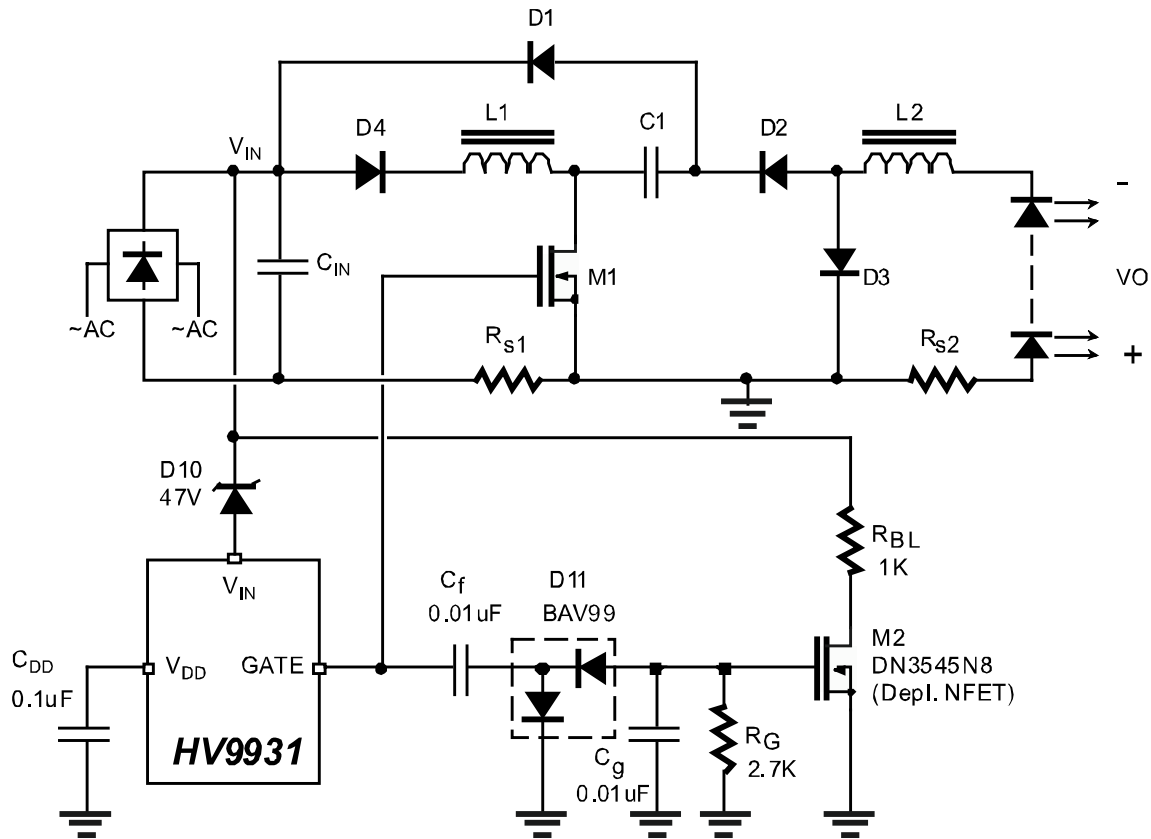 D1
L1
C1
L2
D4
D2
VIN
-
CIN
M1
D3
VO
~AC
~AC
Rs1
Rs2
+
D10
47V
RBL
1K
VIN
Cf
0.01uF
D11
BAV99
M2
DN3545N8
(Depl. NFET)
CDD
0.1uF
VDD
GATE
HV9931
Cg
0.01uF
RG
2.7K